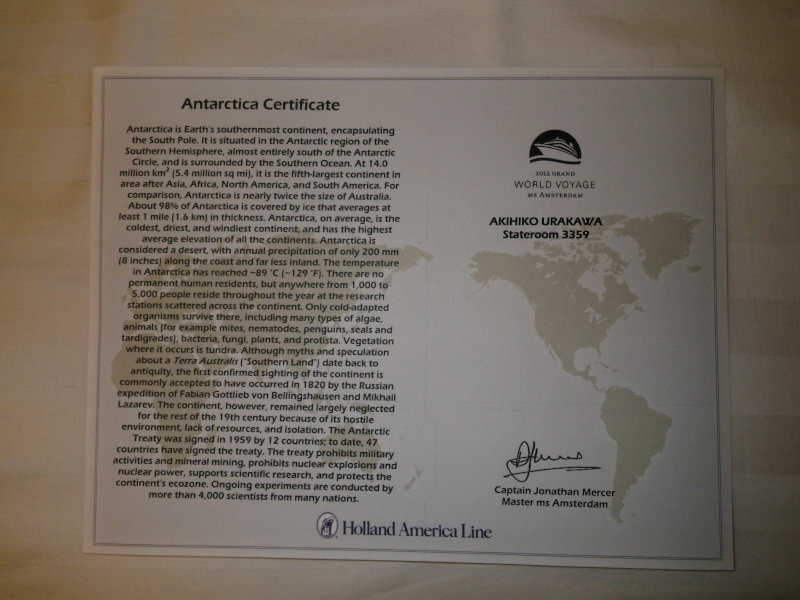 Antarctica Certificate
Antarctica is Earth's southernmost continent, encapsulating
the South Pole. It is situated in the Antarctic region of the
Southern Hemisphere, almost entirely south of the Antarctic
Circle, and is surrounded by the Southern Ocean. At 14.0
million km² (5.4 million sq mi), it is the fifth-largest continent in
area after Asia, Africa, North America, and South America. For
comparison, Antarctica is nearly twice the size of Australia.
About 98% of Antarctica is covered by ice that averages at
least 1 mile (1.6 km) in thickness. Antarctica, on average, is the
coldest, driest, and windiest continent, and has the highest
average elevation of all the continents. Antarctica is
considered a desert, with annual precipitation of only 200 mm
(8 inches) along the coast and far less inland. The temperature
in Antarctica has reached −89 °C (−129 °F). There are no
permanent human residents, but anywhere from 1,000 to
5,000 people reside throughout the year at the research
stations scattered across the continent. Only cold-adapted
organisms survive there, including many types of algae,
animals (for example mites, nematodes, penguins, seals and
tardigrades), bacteria, fungi, plants, and protista. Vegetation
where it occurs is tundra. Although myths and speculation
about a Terra Australis ("Southern Land") date back to
antiquity, the first confirmed sighting of the continent is
commonly accepted to have occurred in 1820 by the Russian
expedition of Fabian Gottlieb von Bellingshausen and Mikhail
Lazarev. The continent, however, remained largely neglected
for the rest of the 19th century because of its hostile
environment, lack of resources, and isolation. The Antarctic
Treaty was signed in 1959 by 12 countries; to date, 47
countries have signed the treaty. The treaty prohibits military
activities and mineral mining, prohibits nuclear explosions and
nuclear power, supports scientific research, and protects the
continent's ecozone. Ongoing experiments are conducted by
more than 4,000 scientists from many nations.
2012 GRAND
WORLD VOYAGE
MS AMSTERDAM
AKIHIKO URAKAWA
Stateroom 3359
Captain Jonathan Mercer
Master ms Amsterdam
Holland America Line